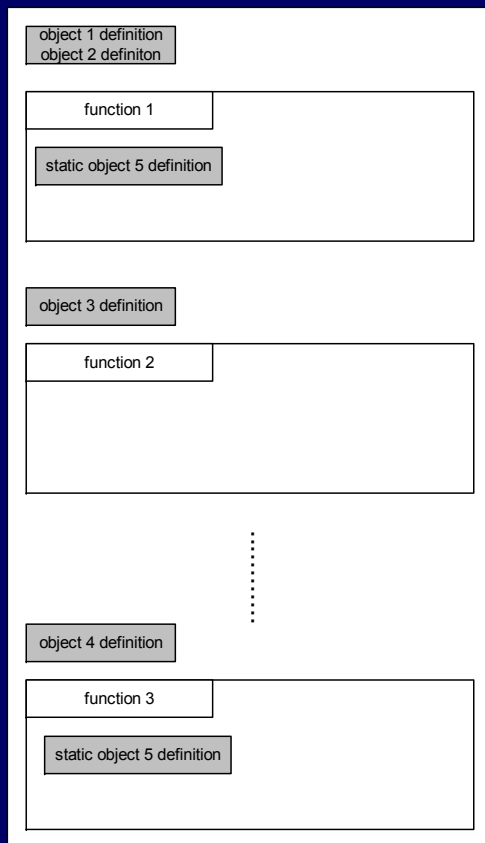 object 1 definition
object 2 definiton
function 1
static object 5 definition
object 3 definition
function 2
object 4 definition
function 3
static object 5 definition